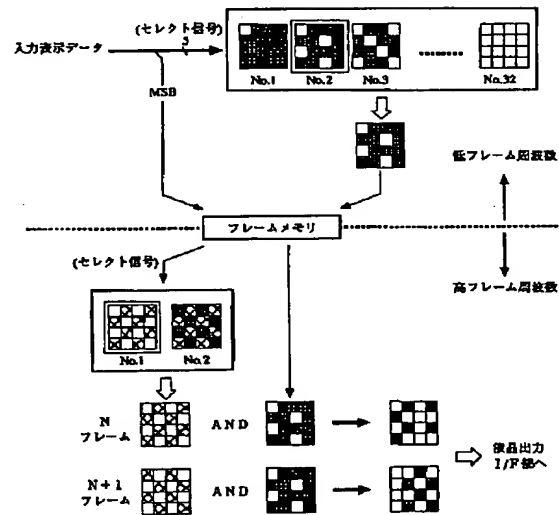 (セレクト信号)
入力表示データ
5
MSB
No.1
No.2
No.3
No.32
低フレーム周波数
フレームメモリ
(セレクト信号)
高フレーム周波数
No.1
No.2
N
フレーム
AND
N+1
フレーム
AND
液晶出力
I/F部へ